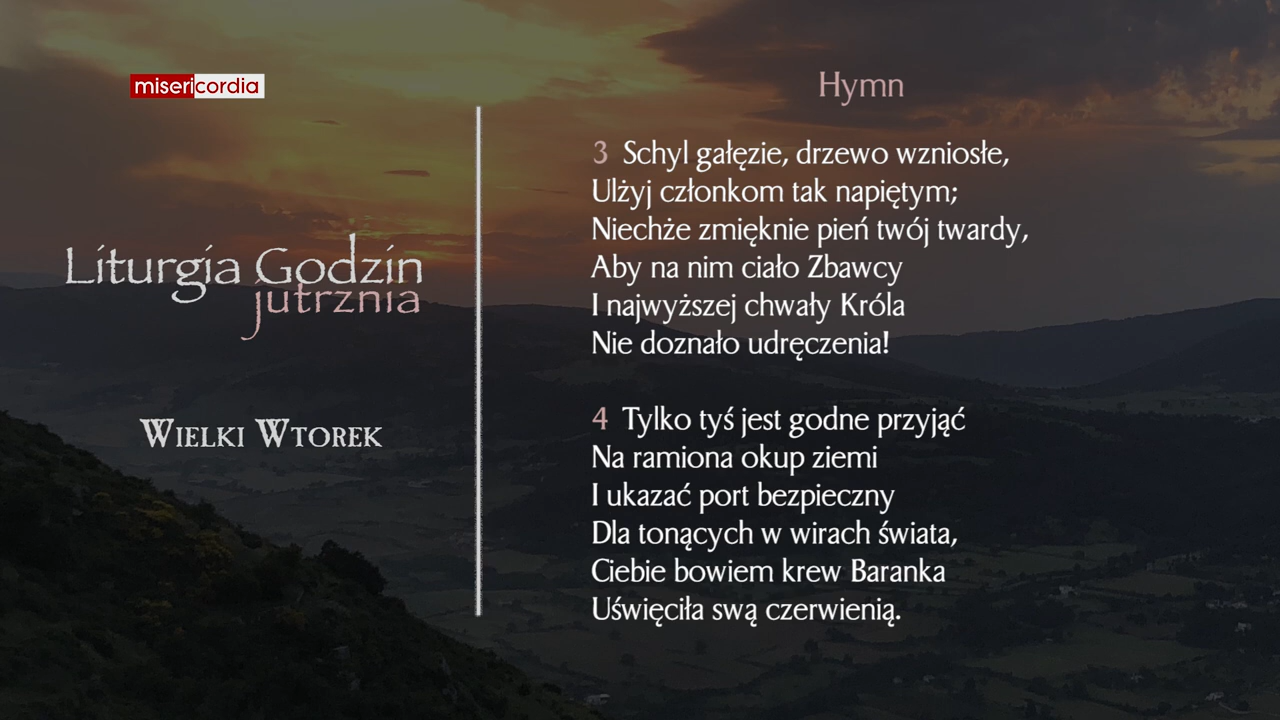 misericordia
Liturgia Godzin
jutrznia
Wielki Wtorek
Hymn
3 Schyl gałęzie, drzewo wzniosłe,
Ulżyj członkom tak napiętym;
Niechże zmięknie pień twój twardy,
Aby na nim ciało Zbawcy
I najwyższej chwały Króla
Nie doznało udręczenia!
4 Tylko tyś jest godne przyjąć
Na ramiona okup ziemi
I ukazać port bezpieczny
Dla tonących w wirach świata,
Ciebie bowiem krew Baranka
Uświęciła swą czerwienią.